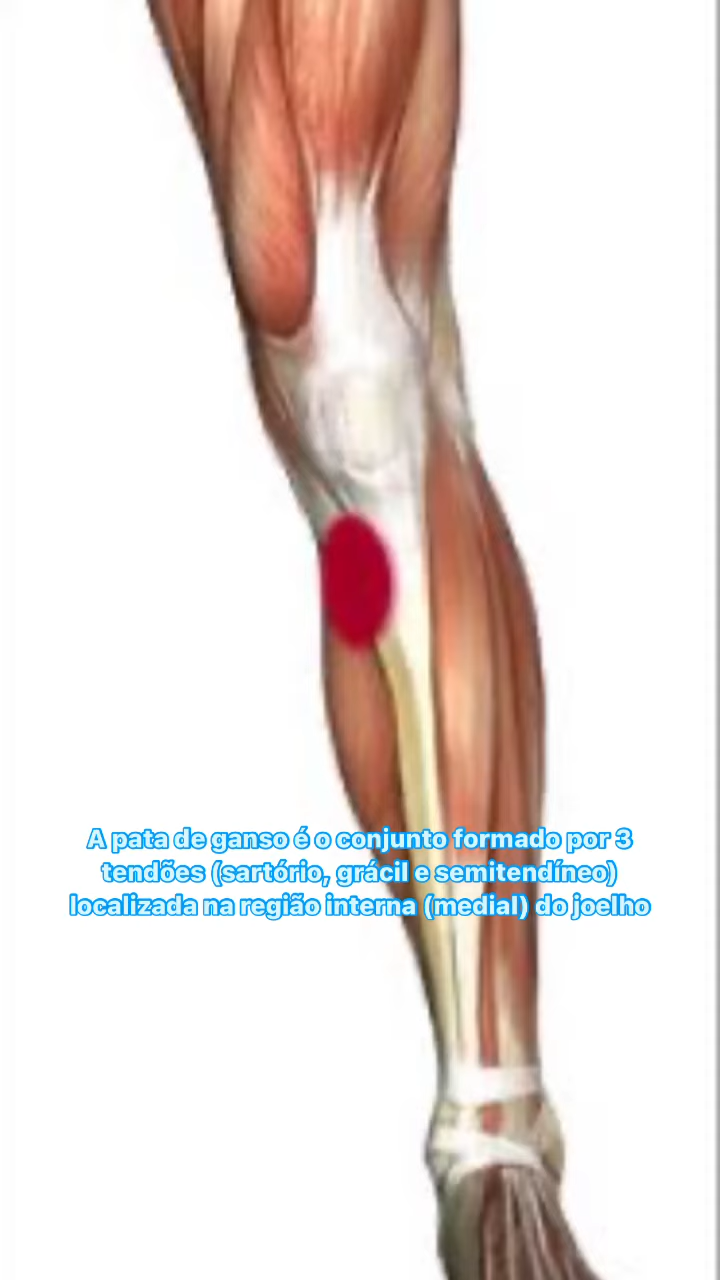 A pata de ganso é o conjunto formado por 3
tendões (sartório, grácil e semitendíneo)
localizada na região interna (medial) do joelho